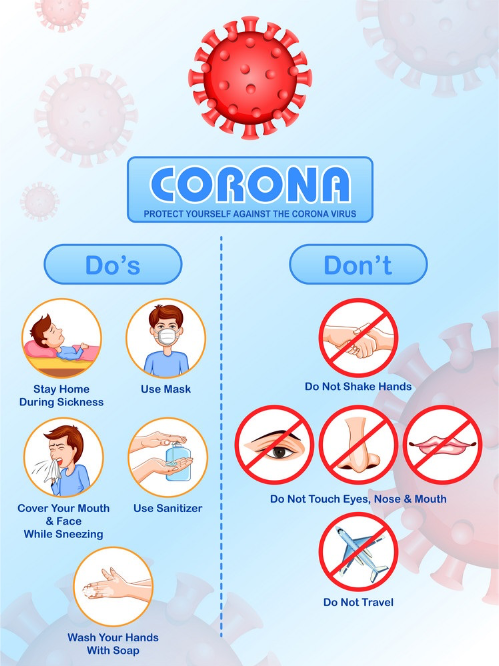 CORONA
PROTECT YOURSELF AGAINST THE CORONA VIRUS
Do's
Stay Home
During Sickness
Use Mask
Cover Your Mouth
& Face
While Sneezing
Use Sanitizer
Wash Your Hands
With Soap
Don't
Do Not Shake Hands
Do Not Touch Eyes, Nose & Mouth
Do Not Travel